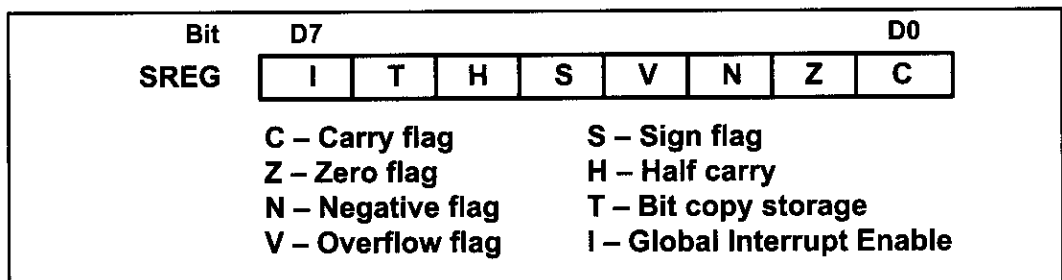 Bit D7 D0
SREG I T H S V N Z C
C – Carry flag S – Sign flag
Z – Zero flag H – Half carry
N – Negative flag T – Bit copy storage
V – Overflow flag I – Global Interrupt Enable